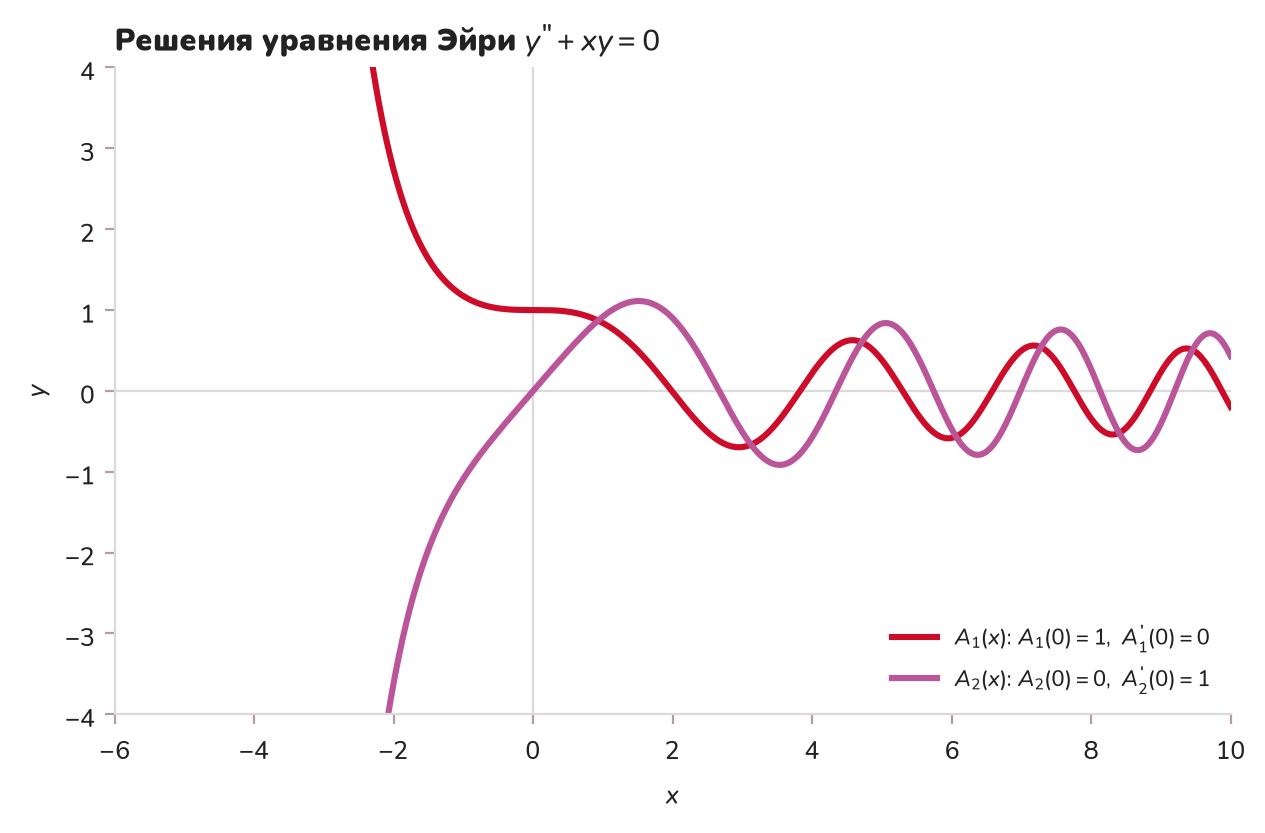 Решения уравнения Эйри y" + xy = 0
4
3
2
1
0
−1
−2
−3
−4
y
−6 −4 −2 0 2 4 6 8 10
x
A₁(x): A₁(0) = 1, A₁'(0) = 0
A₂(x): A₂(0) = 0, A₂'(0) = 1